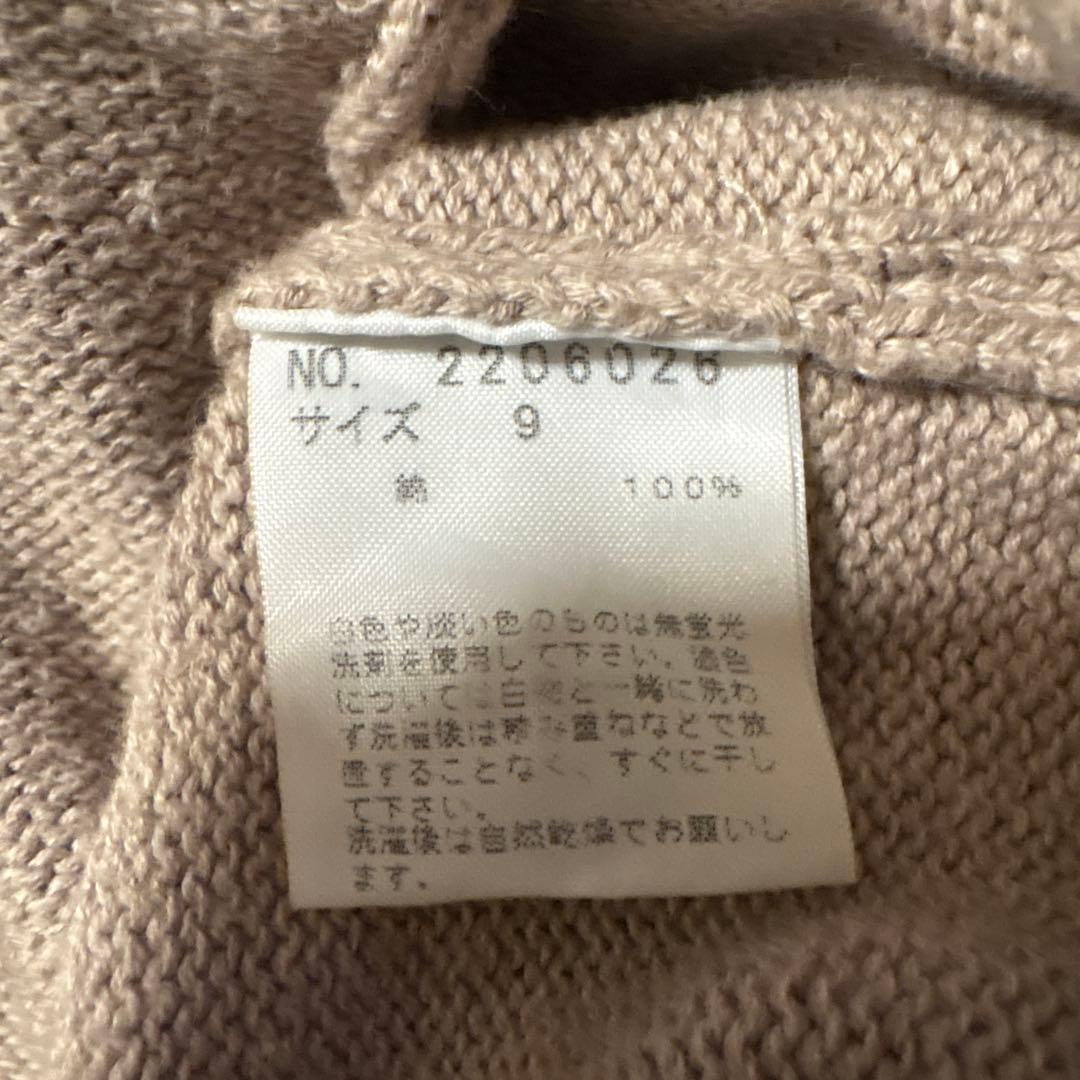 NO. 2206026
サイズ 9
綿 100%
白色や淡い色のものは無蛍光
洗剤を使用して下さい。濃色
については白物と一緒に洗わ
ず洗濯後は積み重ねなどで放
置することなく、すぐに干し
て下さい。
洗濯後は自然乾燥でお願いし
ます。